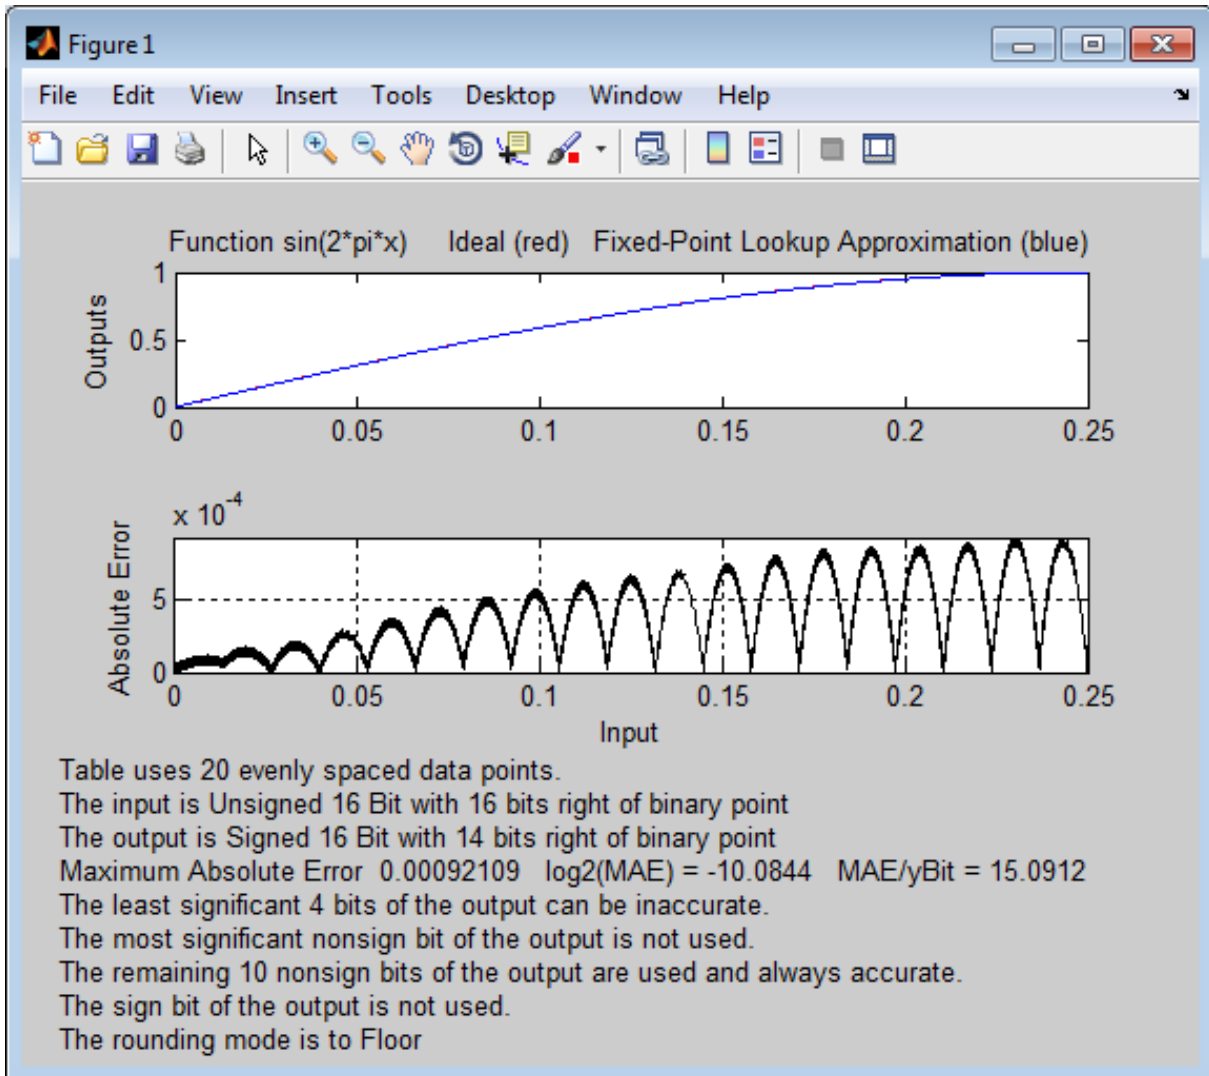 Figure 1
File Edit View Insert Tools Desktop Window Help
Function sin(2*pi*x) Ideal (red) Fixed-Point Lookup Approximation (blue)
Outputs
1
0.5
0
0 0.05 0.1 0.15 0.2 0.25
x 10^-4
Absolute Error
5
0
0 0.05 0.1 0.15 0.2 0.25
Input
Table uses 20 evenly spaced data points.
The input is Unsigned 16 Bit with 16 bits right of binary point
The output is Signed 16 Bit with 14 bits right of binary point
Maximum Absolute Error 0.00092109 log2(MAE) = -10.0844 MAE/yBit = 15.0912
The least significant 4 bits of the output can be inaccurate.
The most significant nonsign bit of the output is not used.
The remaining 10 nonsign bits of the output are used and always accurate.
The sign bit of the output is not used.
The rounding mode is to Floor